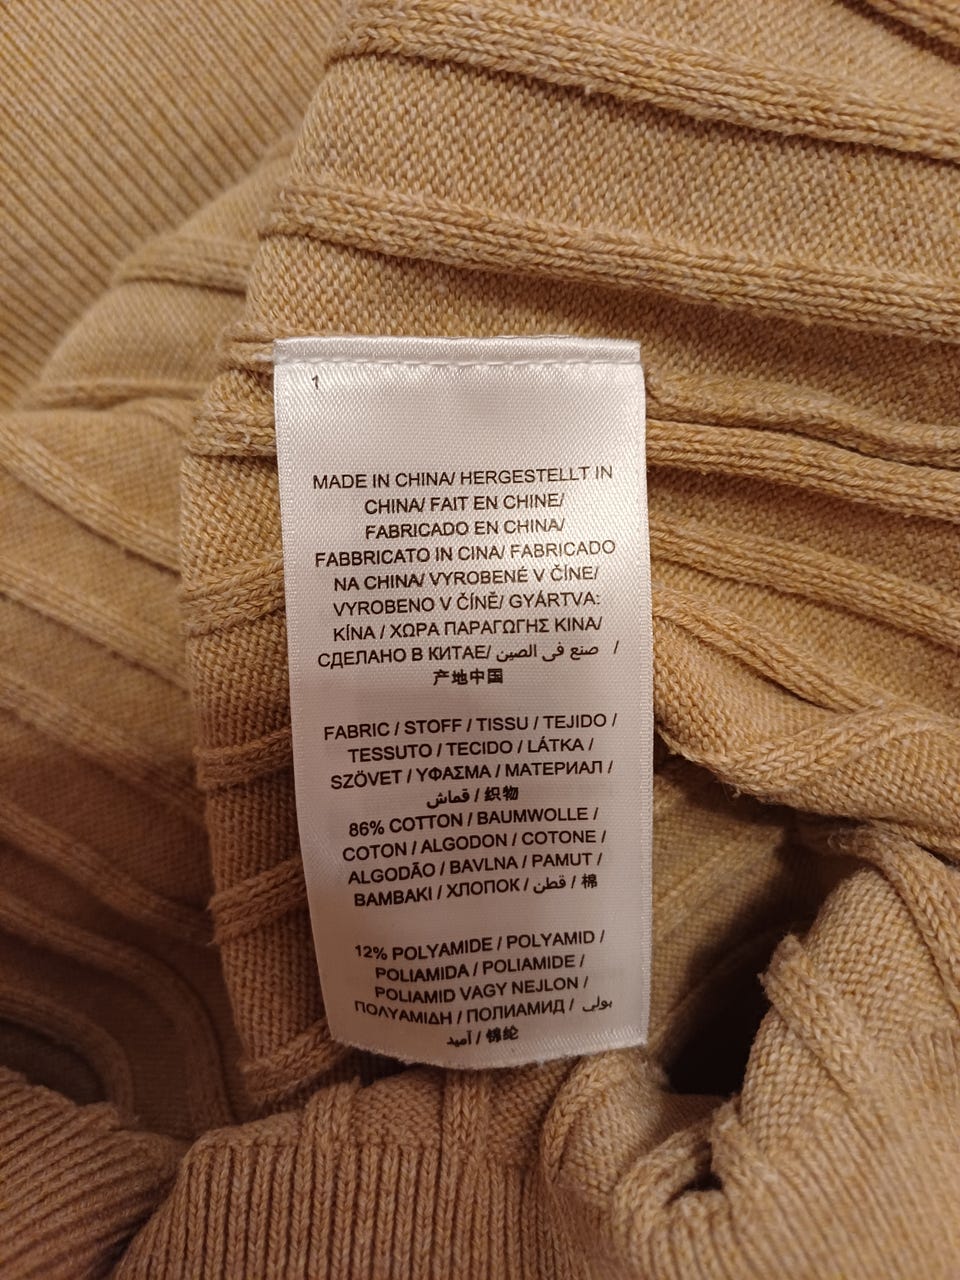 1
MADE IN CHINA/ HERGESTELLT IN
CHINA/ FAIT EN CHINE/
FABRICADO EN CHINA/
FABBRICATO IN CINA/ FABRICADO
NA CHINA/ VYROBENÉ V ČÍNE/
VYROBENO V ČÍNĚ/ GYÁRTVA:
KÍNA / ΧΩΡΑ ΠΑΡΑΓΩΓΗΣ ΚΙΝΑ/
СДЕЛАНО В КИТАЕ/ صنع في الصين /
产地中国
FABRIC / STOFF / TISSU / TEJIDO /
TESSUTO / TECIDO / LÁTKA /
SZÖVET / ΥΦΑΣΜΑ / МАТЕРИАЛ /
قماش / 织物
86% COTTON / BAUMWOLLE /
COTON / ALGODON / COTONE /
ALGODÃO / BAVLNA / PAMUT /
BAMBAKI / ХЛОПОК / قطن / 棉
12% POLYAMIDE / POLYAMID /
POLIAMIDA / POLIAMIDE /
POLIAMID VAGY NEJLON /
ΠΟΛΥΑΜΙΔΗ / ПОЛИАМИД / بولي
أميد / 锦纶